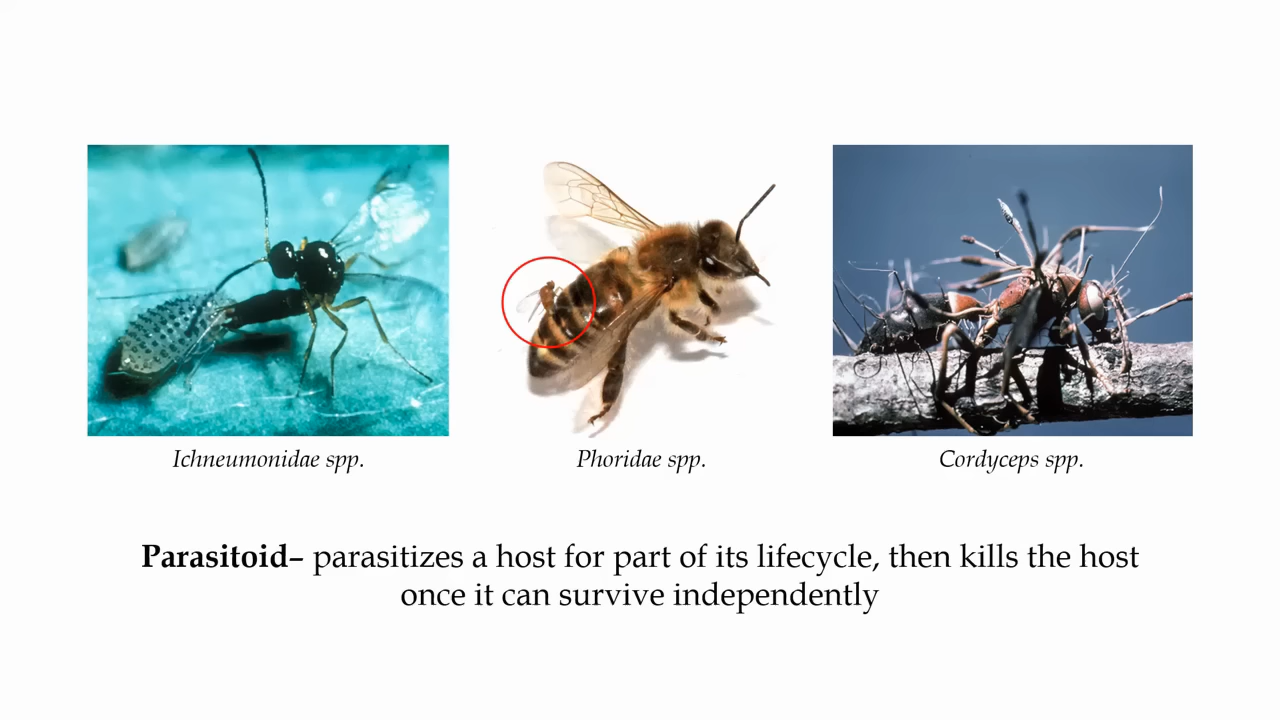 Ichneumonidae spp.
Phoridae spp.
Cordyceps spp.
Parasitoid– parasitizes a host for part of its lifecycle, then kills the host
once it can survive independently